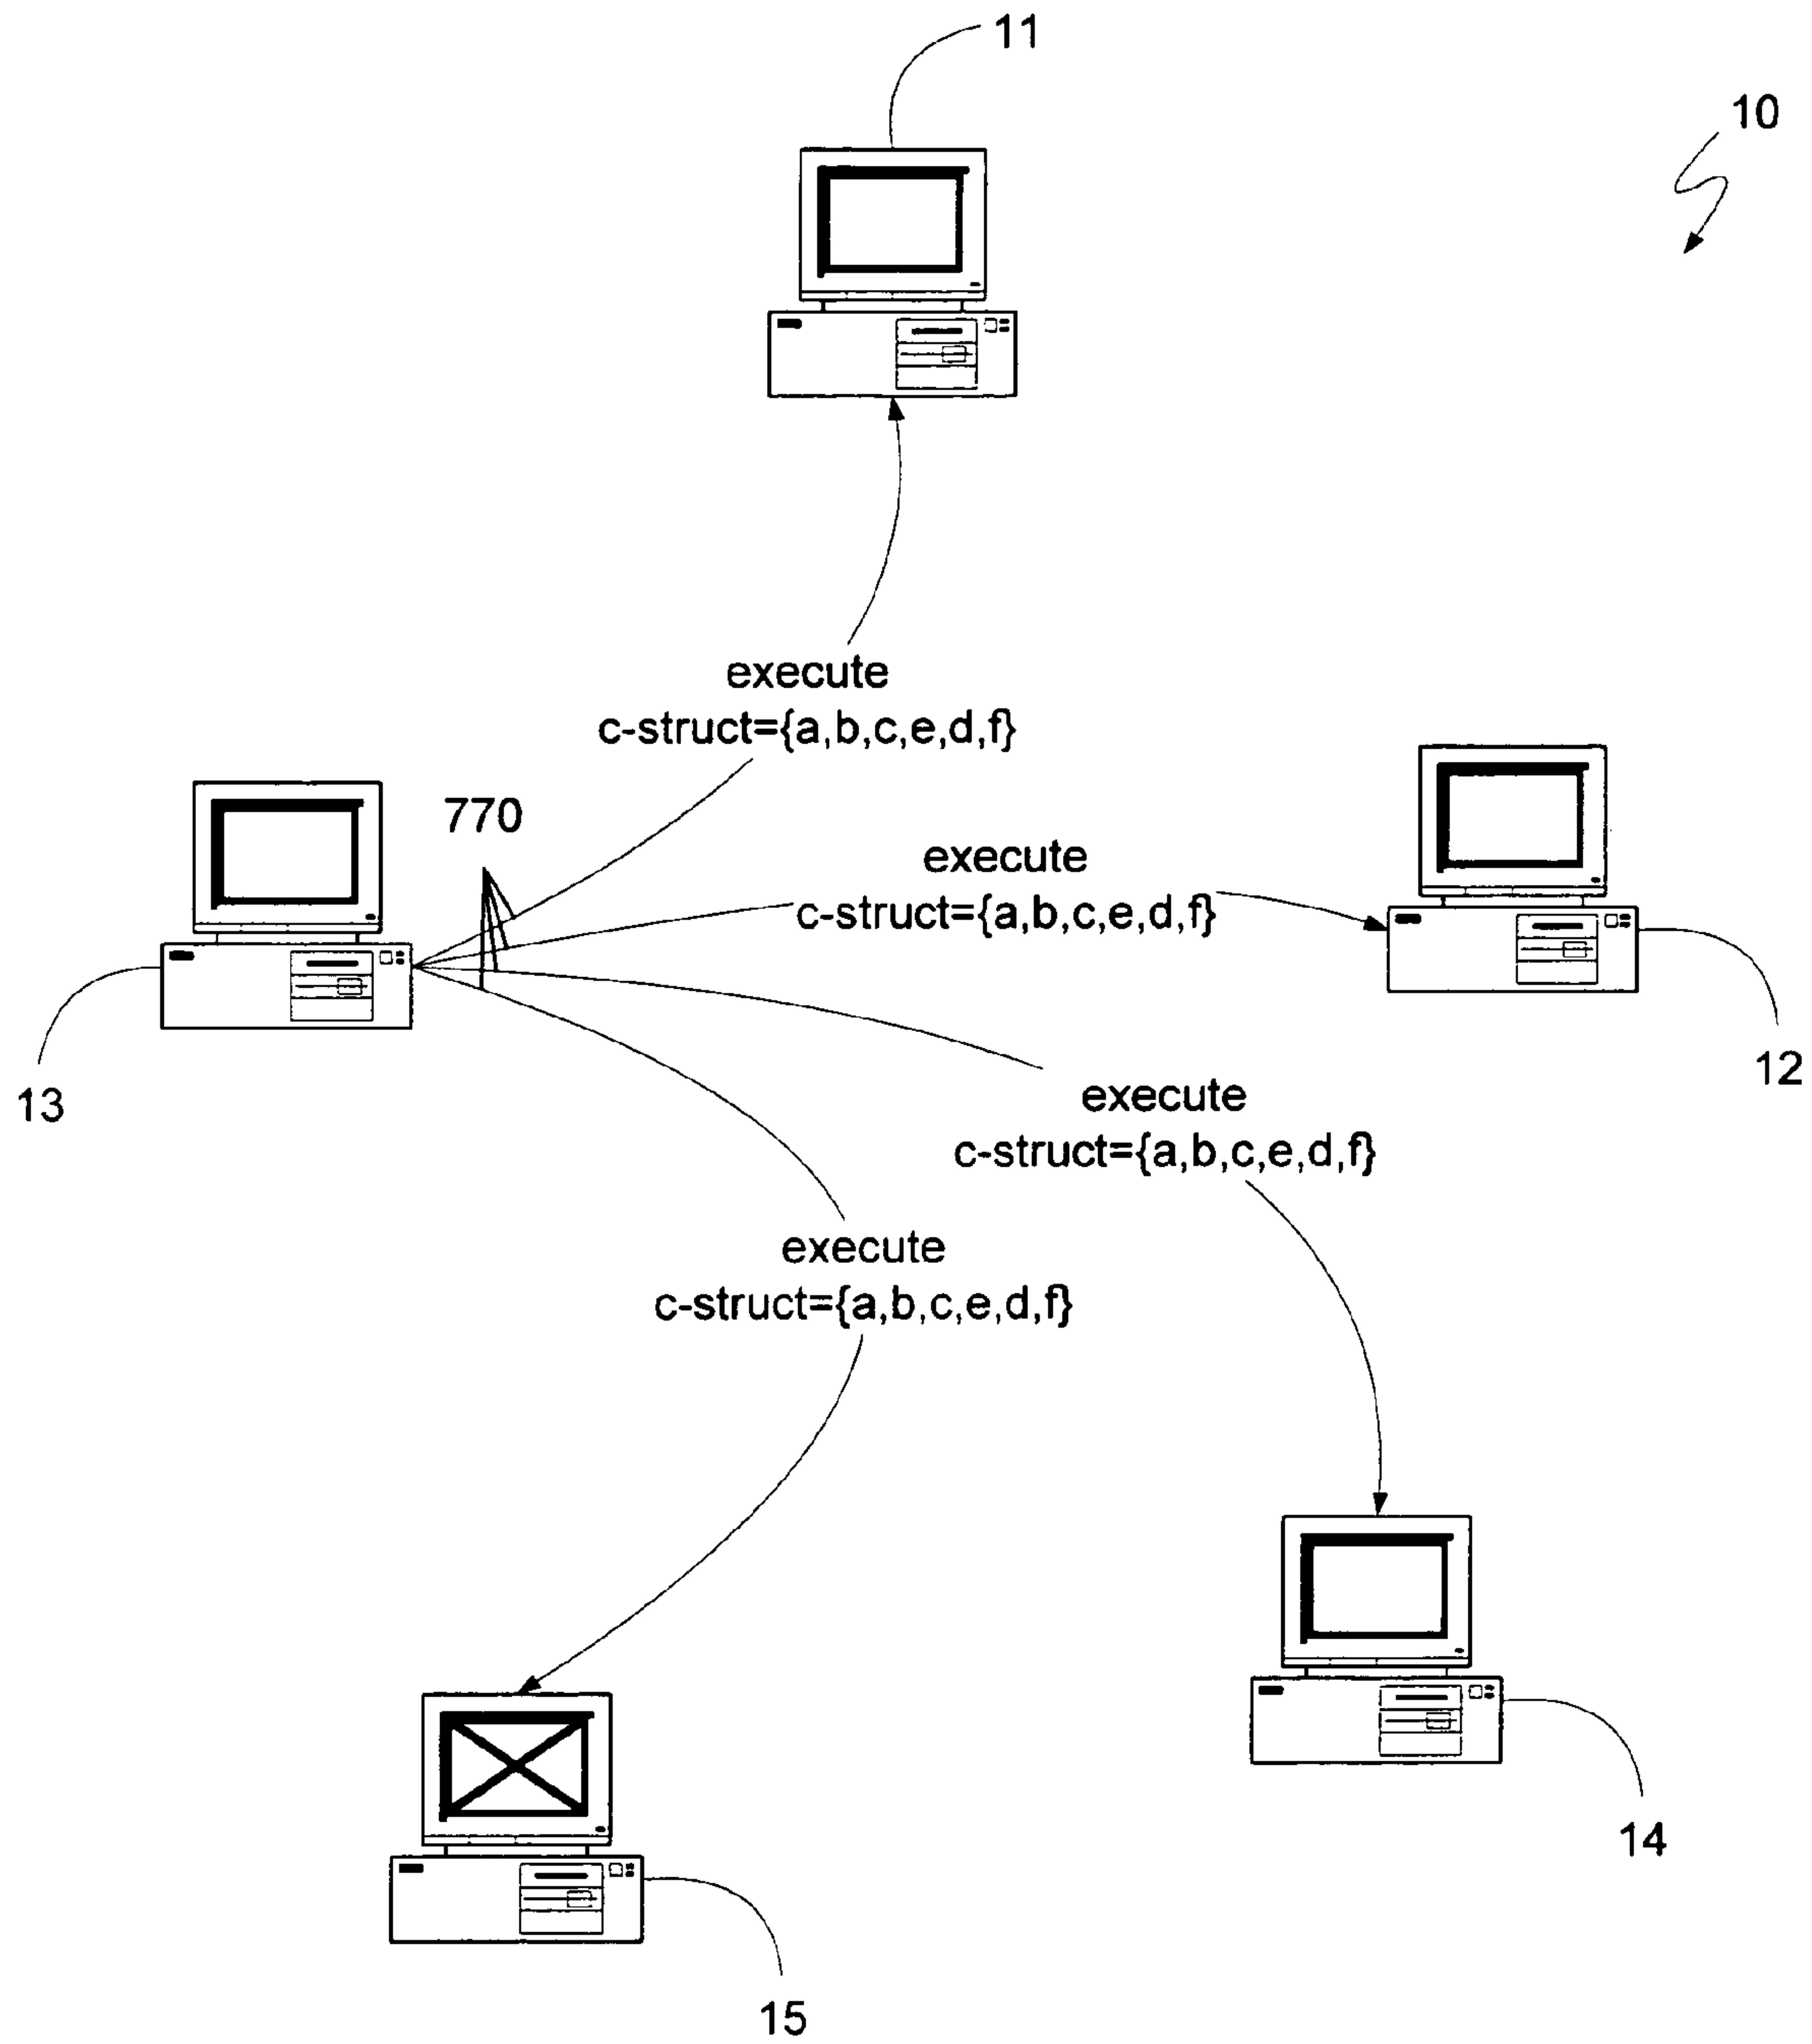 11
10
execute
c-struct={a,b,c,e,d,f}
770
execute
c-struct={a,b,c,e,d,f}
12
13
execute
c-struct={a,b,c,e,d,f}
execute
c-struct={a,b,c,e,d,f}
14
15